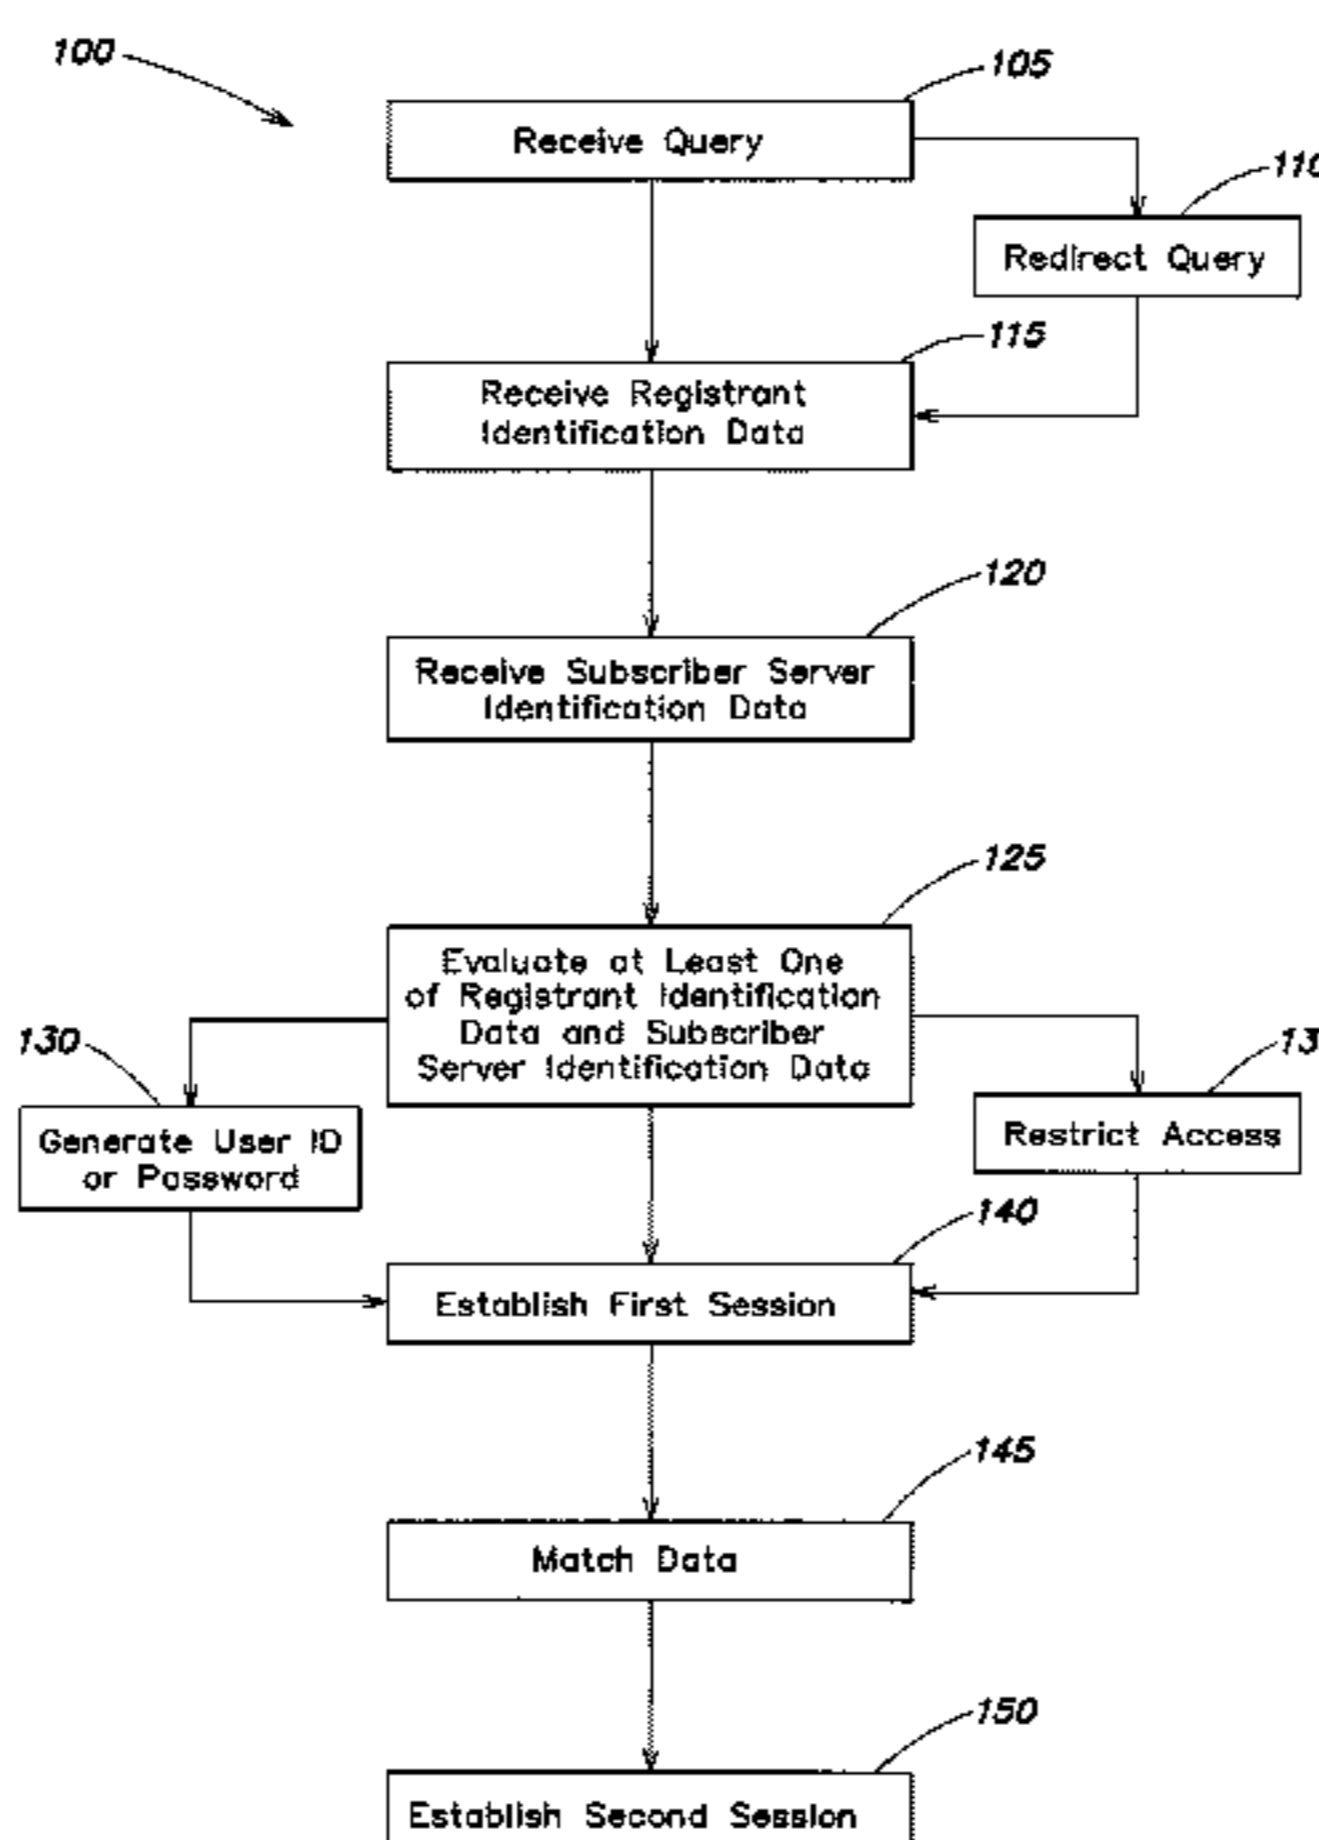 100
105
Receive Query
110
Redirect Query
115
Receive Registrant
Identification Data
120
Receive Subscriber Server
Identification Data
125
Evaluate at Least One
of Registrant Identification
Data and Subscriber
Server Identification Data
130
13
Generate User ID
or Password
Restrict Access
140
Establish First Session
145
Match Data
150
Establish Second Session